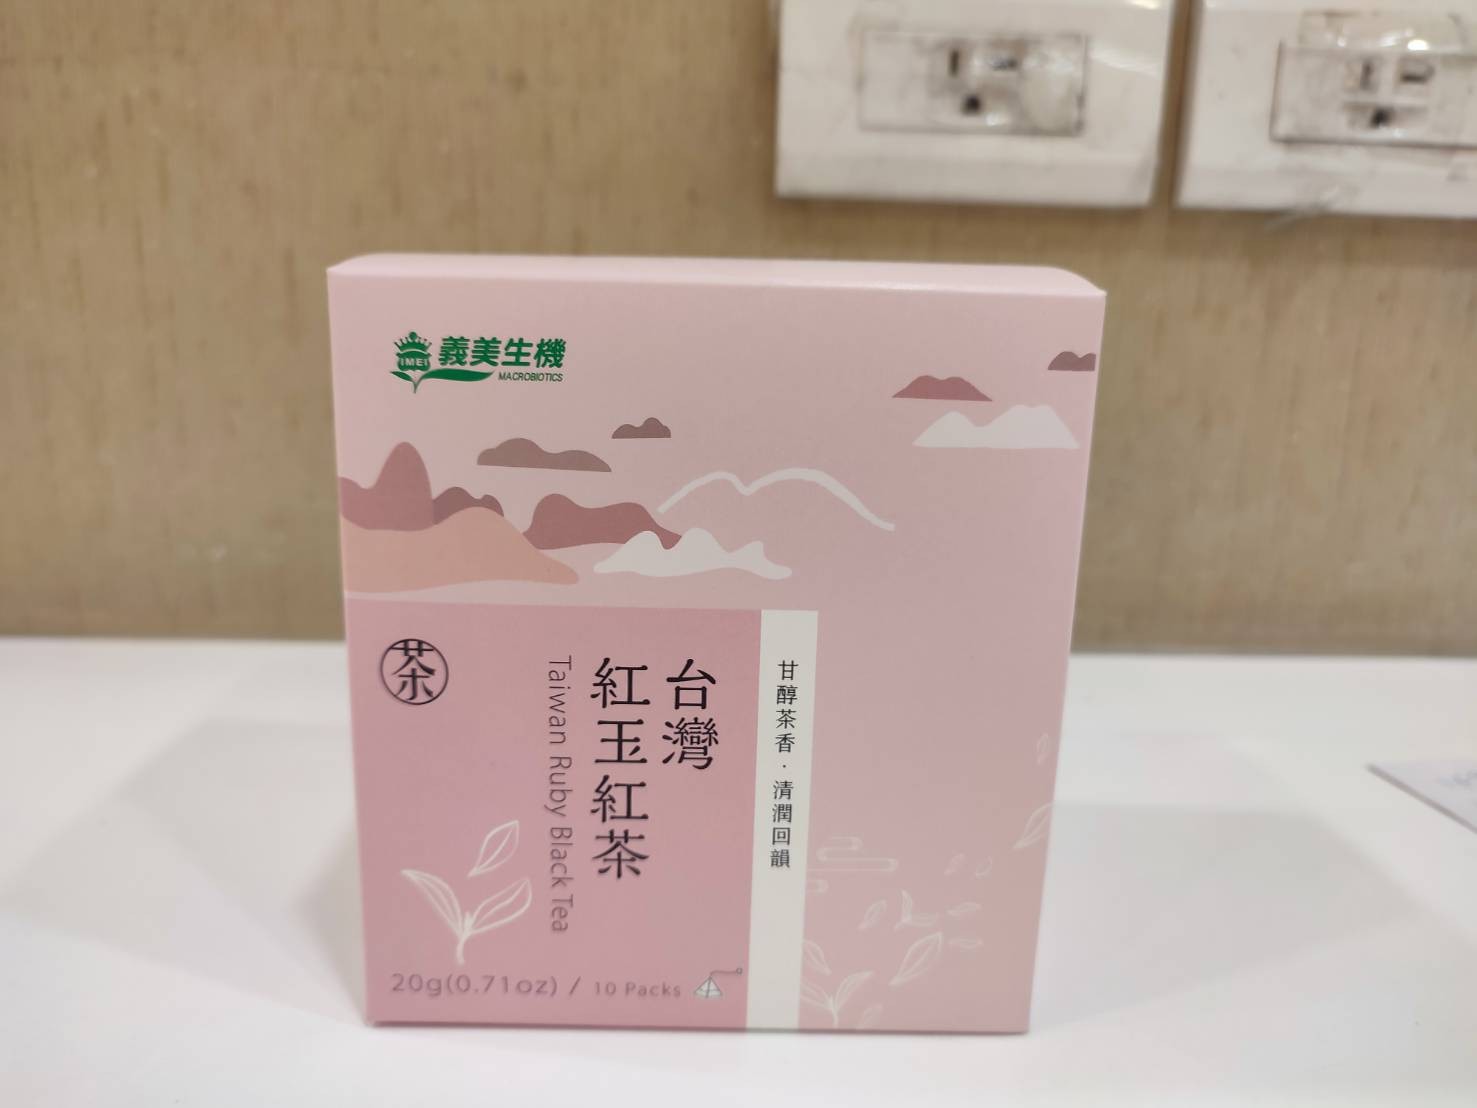 IMEI
義美生機
MACROBIOTICS
茶
台灣
紅玉紅茶
Taiwan Ruby Black Tea
甘醇茶香·清潤回韻
20g(0.71oz) / 10 Packs